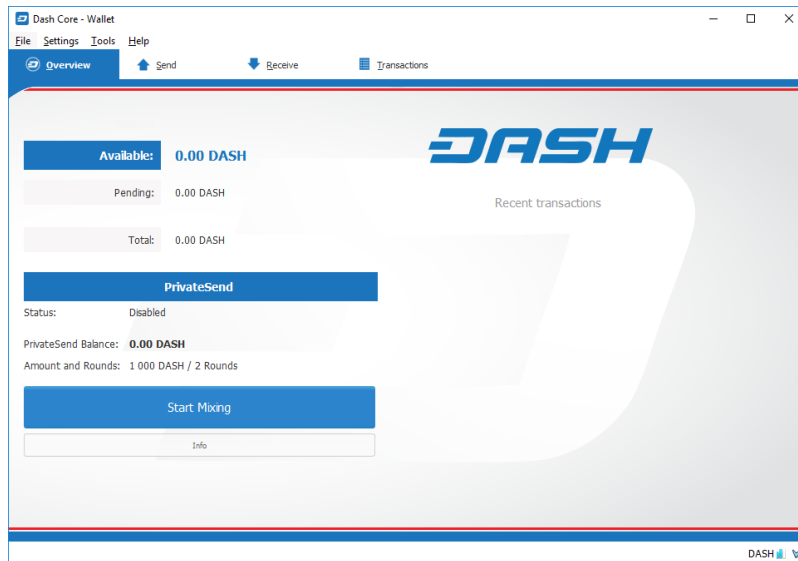 Dash Core - Wallet
File Settings Tools Help
Overview Send Receive Transactions
Available: 0.00 DASH
Pending: 0.00 DASH
Total: 0.00 DASH
DASH
Recent transactions
PrivateSend
Status: Disabled
PrivateSend Balance: 0.00 DASH
Amount and Rounds: 1 000 DASH / 2 Rounds
Start Mixing
Info
DASH